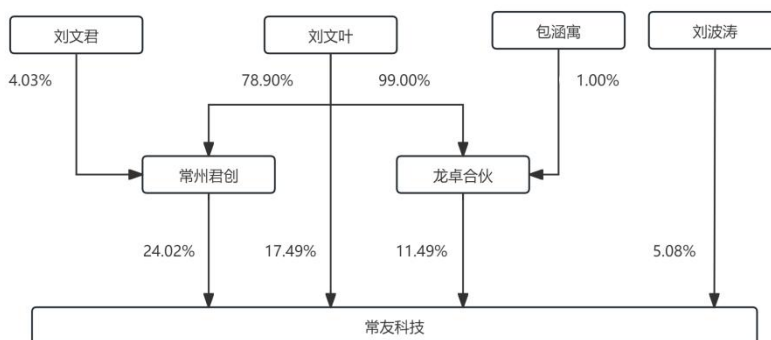 刘文君
刘文叶
包涵寓
刘波涛
4.03%
78.90%
99.00%
1.00%
常州君创
龙卓合伙
24.02%
17.49%
11.49%
5.08%
常友科技